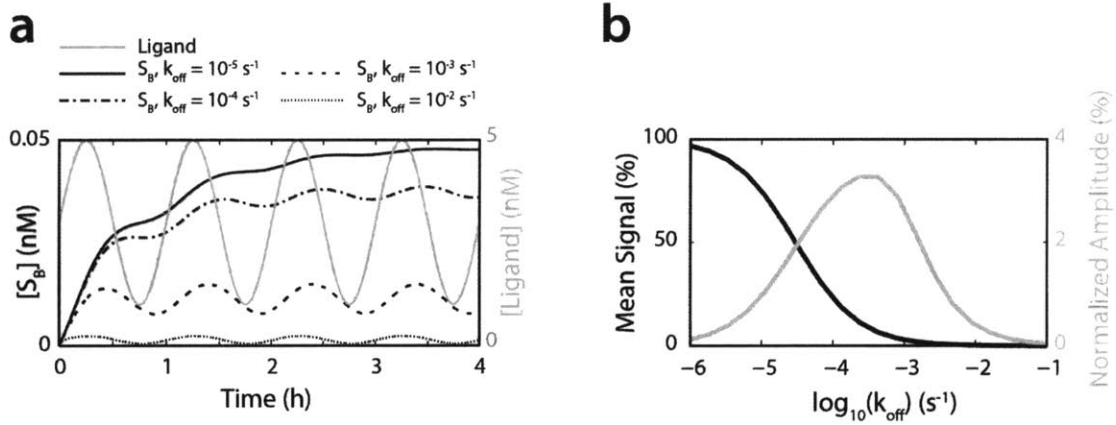 a
b
Ligand
S_B, k_off = 10^-5 s^-1
S_B, k_off = 10^-3 s^-1
S_B, k_off = 10^-4 s^-1
S_B, k_off = 10^-2 s^-1
[S_B] (nM)
0.05
0
5
0
[Ligand] (nM)
0 1 2 3 4
Time (h)
Mean Signal (%)
100
50
0
4
2
0
Normalized Amplitude (%)
−6 −5 −4 −3 −2 −1
log_10(k_off) (s^-1)